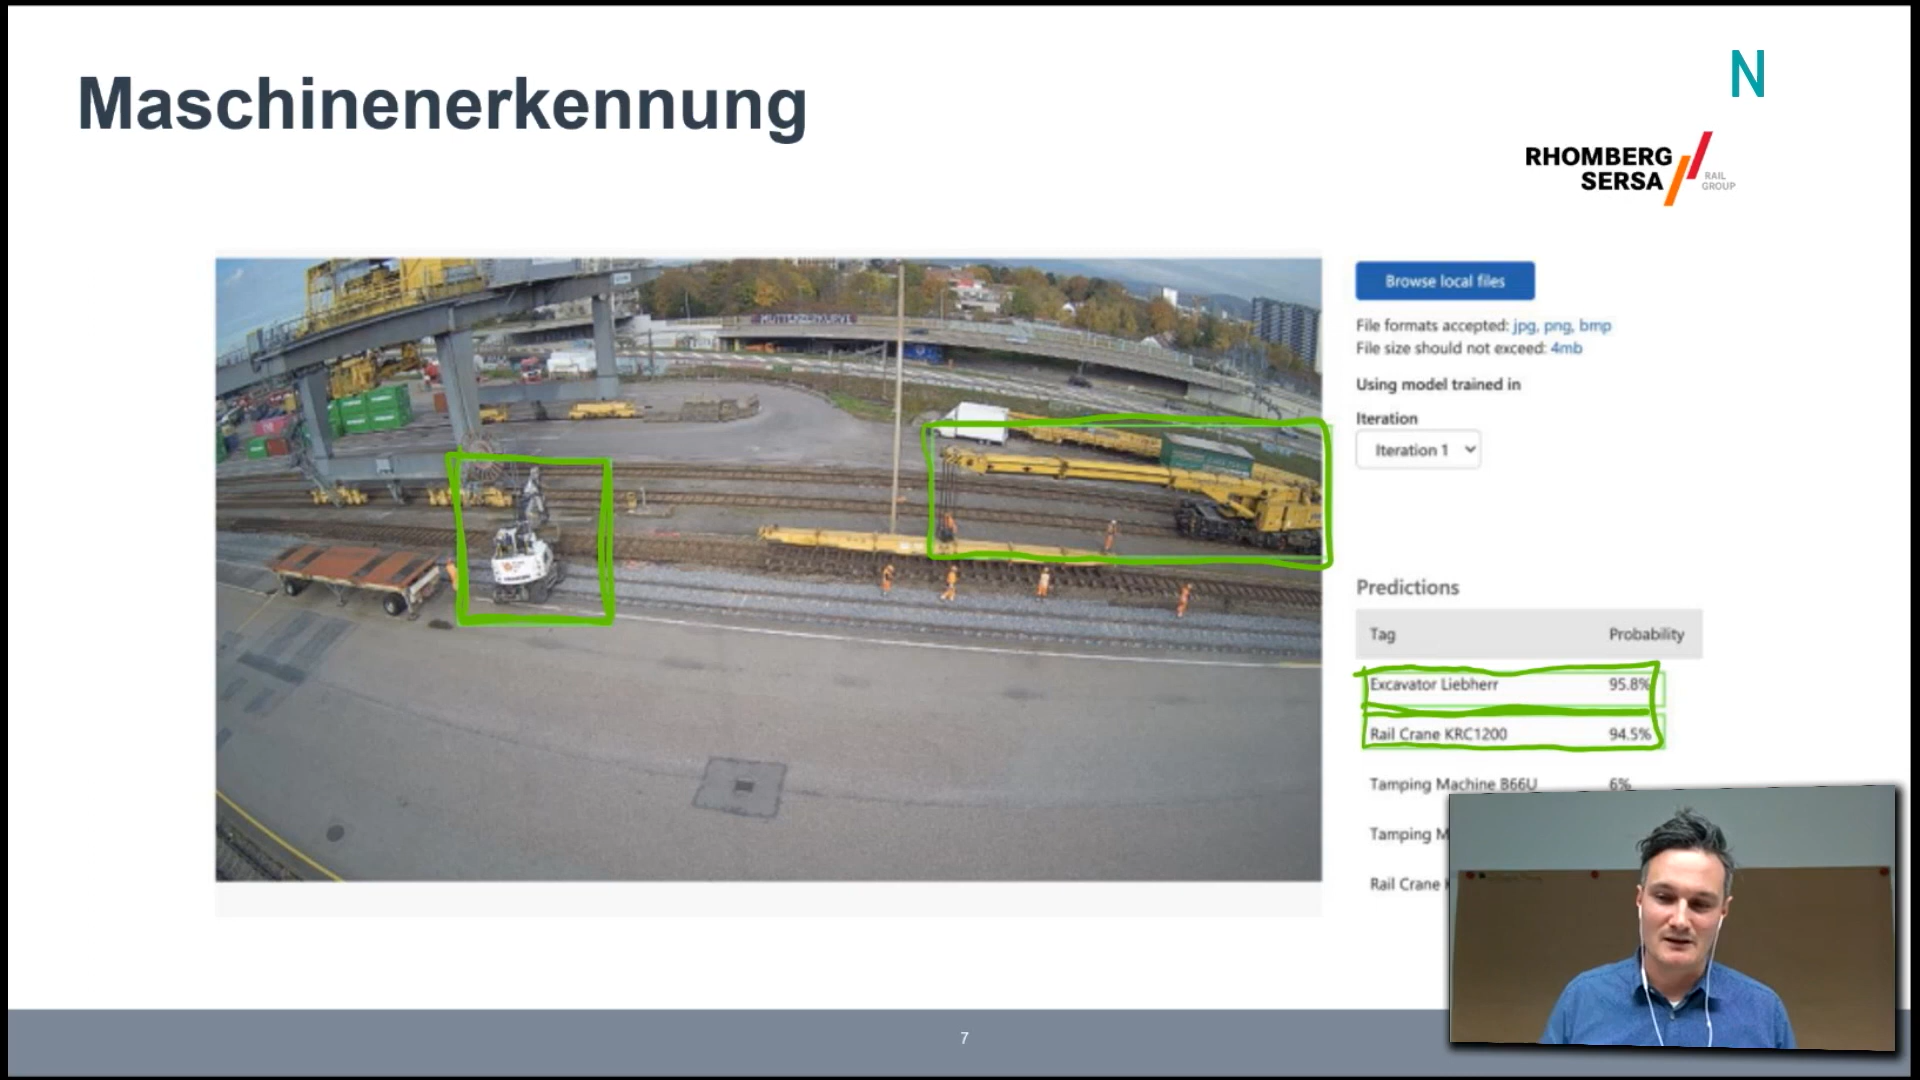 Maschinenerkennung
N
RHOMBERG
SERSA
RAIL
GROUP
Browse local files
File formats accepted: jpg, png, bmp
File size should not exceed: 4mb
Using model trained in
Iteration
Iteration 1
Predictions
Tag Probability
Excavator Liebherr 95.8%
Rail Crane KRC1200 94.5%
Tamping Machine B66U 6%
Tamping M
Rail Crane
7